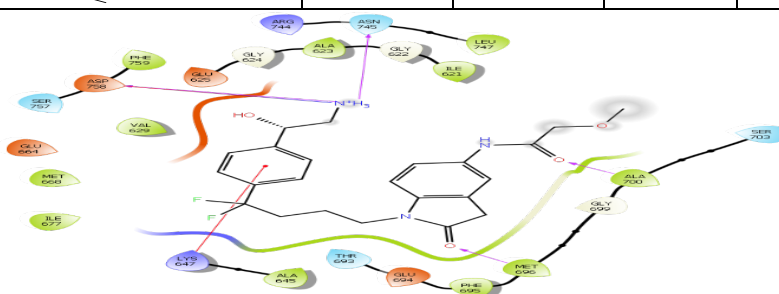 ARG 744
ASN 745
LEU 747
ALA 623
GLY 622
GLY 624
ILE 621
PHE 759
GLU 625
ASP 758
SER 757
N⁺H₃
HO
VAL 629
GLU 664
MET 668
ILE 677
H
N
O
O
SER 703
ALA 700
GLY 699
F
F
N
O
LYS 647
ALA 645
THR 693
GLU 694
PHE 695
MET 696